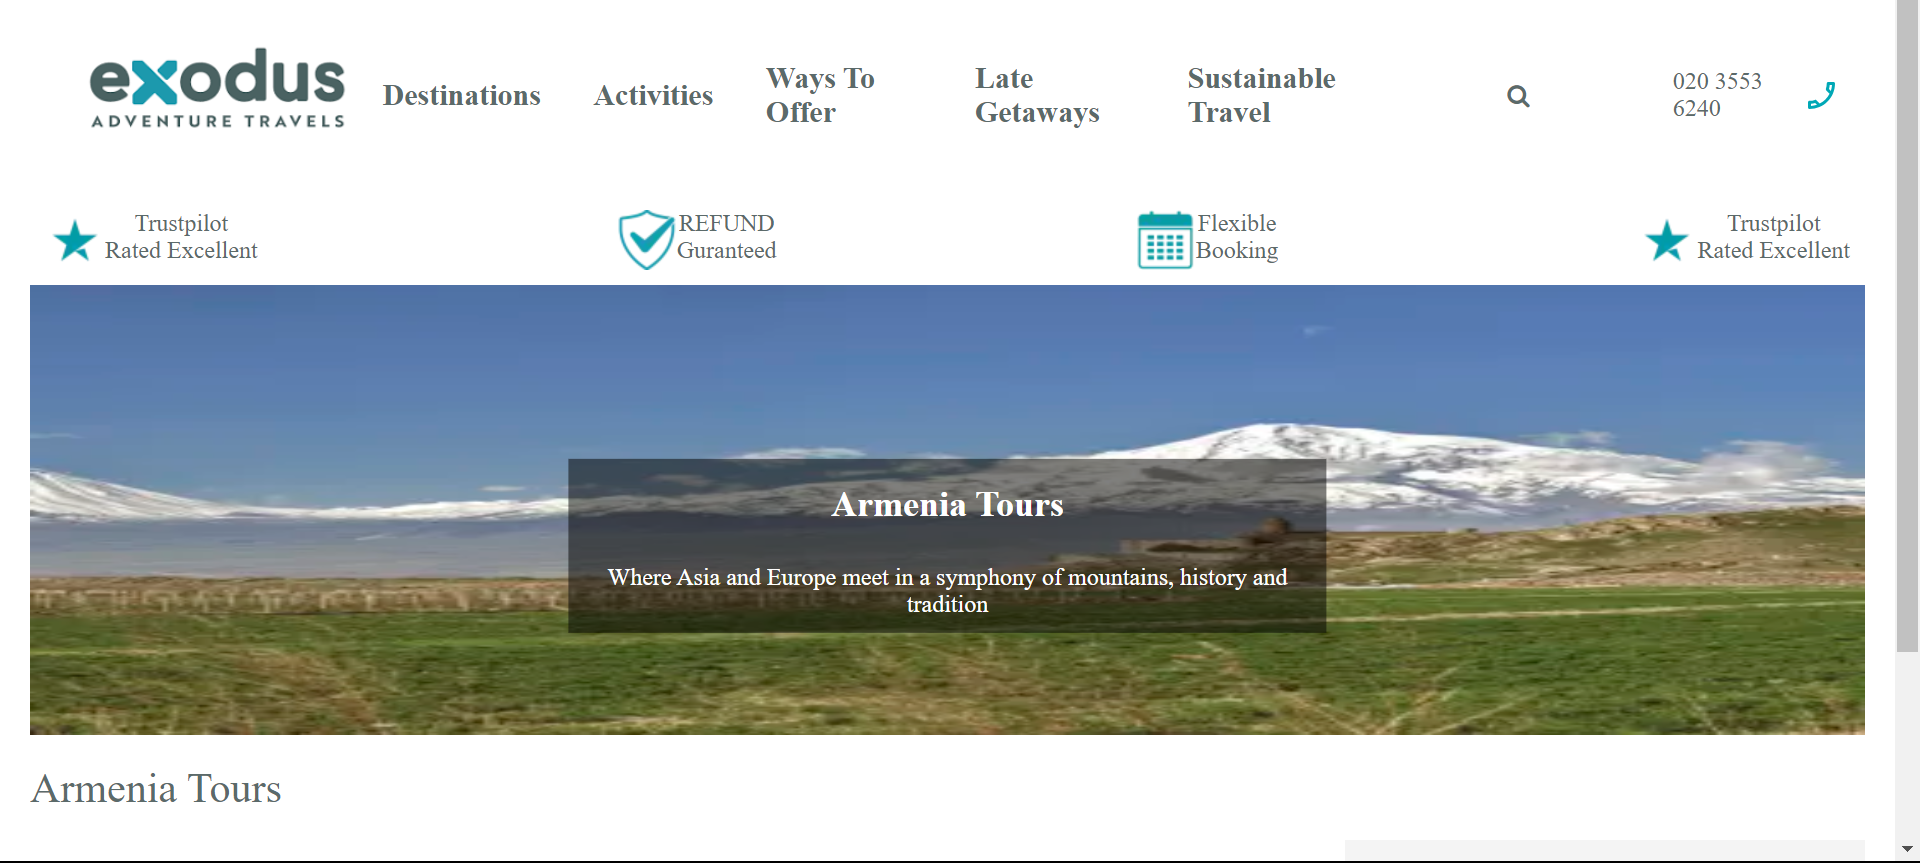 exodus
ADVENTURE TRAVELS
Destinations
Activities
Ways To
Offer
Late
Getaways
Sustainable
Travel
020 3553
6240
Trustpilot
Rated Excellent
REFUND
Guranteed
Flexible
Booking
Trustpilot
Rated Excellent
Armenia Tours
Where Asia and Europe meet in a symphony of mountains, history and
tradition
Armenia Tours